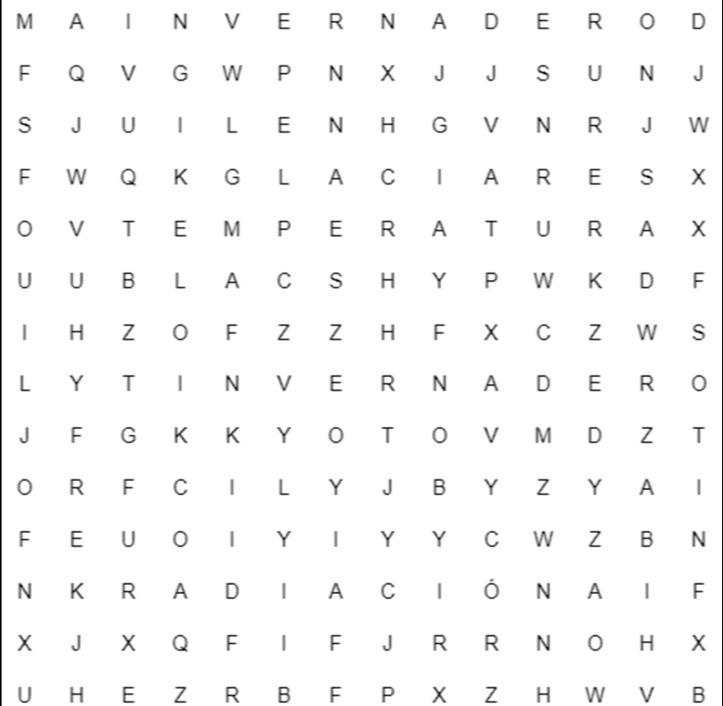 M A I N V E R N A D E R O D
F Q V G W P N X J J S U N J
S J U I L E N H G V N R J W
F W Q K G L A C I A R E S X
O V T E M P E R A T U R A X
U U B L A C S H Y P W K D F
I H Z O F Z Z H F X C Z W S
L Y T I N V E R N A D E R O
J F G K K Y O T O V M D Z T
O R F C I L Y J B Y Z Y A I
F E U O I Y I Y Y C W Z B N
N K R A D I A C I Ó N A I F
X J X Q F I F J R R N O H X
U H E Z R B F P X Z H W V B